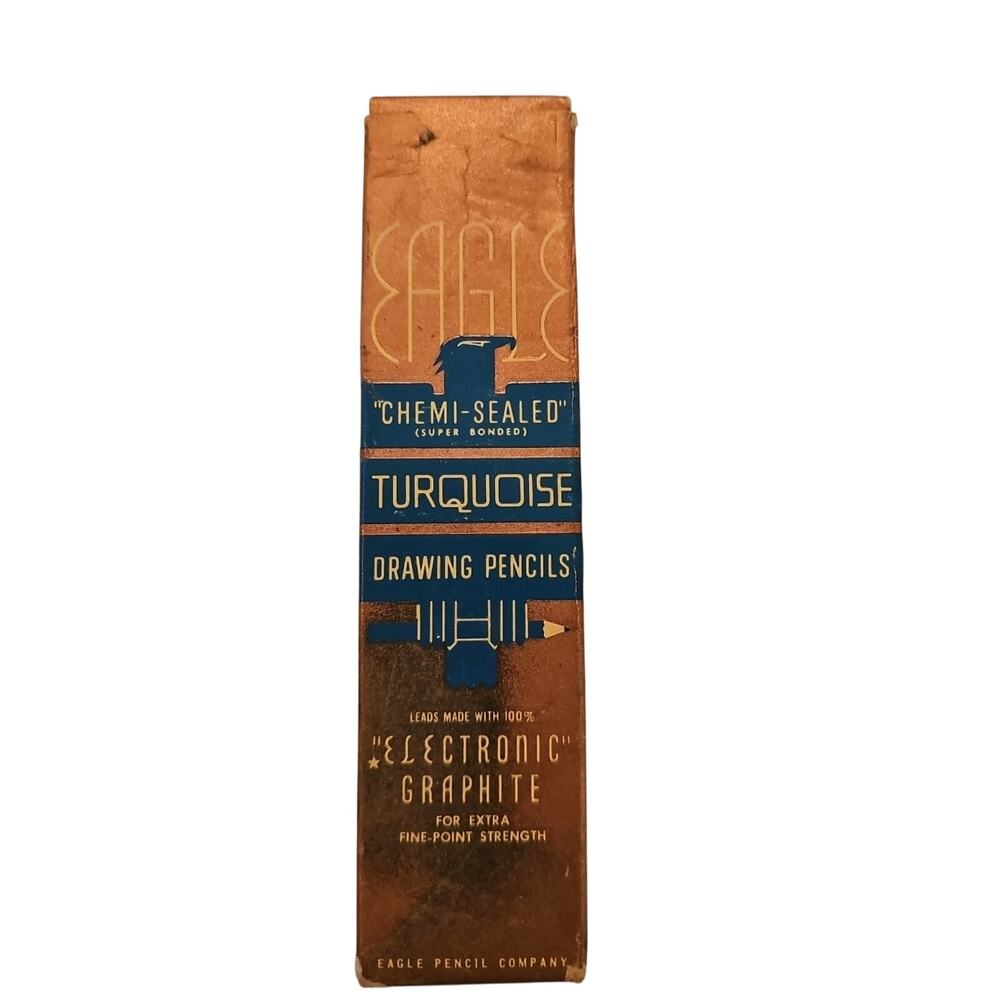 EAGLE
"CHEMI-SEALED"
(SUPER BONDED)
TURQUOISE
DRAWING PENCILS
LEADS MADE WITH 100%
★"ELECTRONIC"
GRAPHITE
FOR EXTRA
FINE-POINT STRENGTH
EAGLE PENCIL COMPANY